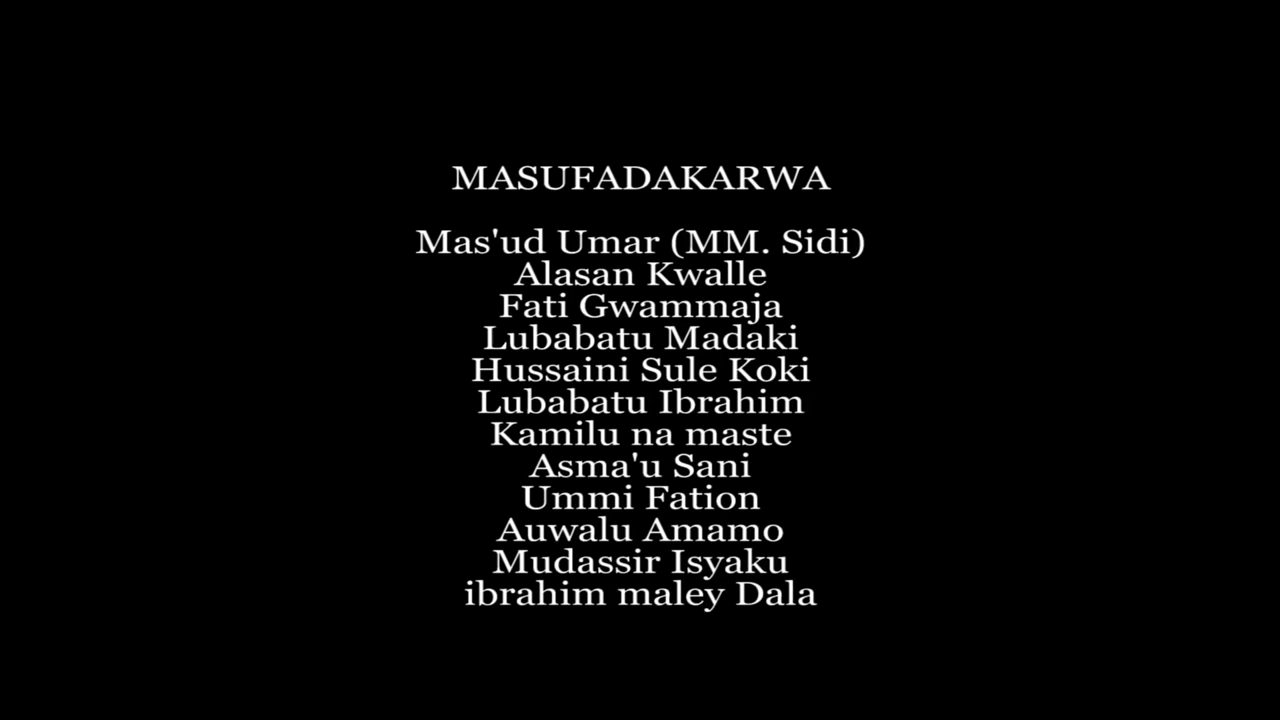 MASUFADAKARWA
Mas'ud Umar (MM. Sidi)
Alasan Kwalle
Fati Gwammaja
Lubabatu Madaki
Hussaini Sule Koki
Lubabatu Ibrahim
Kamilu na maste
Asma'u Sani
Ummi Fation
Auwalu Amamo
Mudassir Isyaku
ibrahim maley Dala